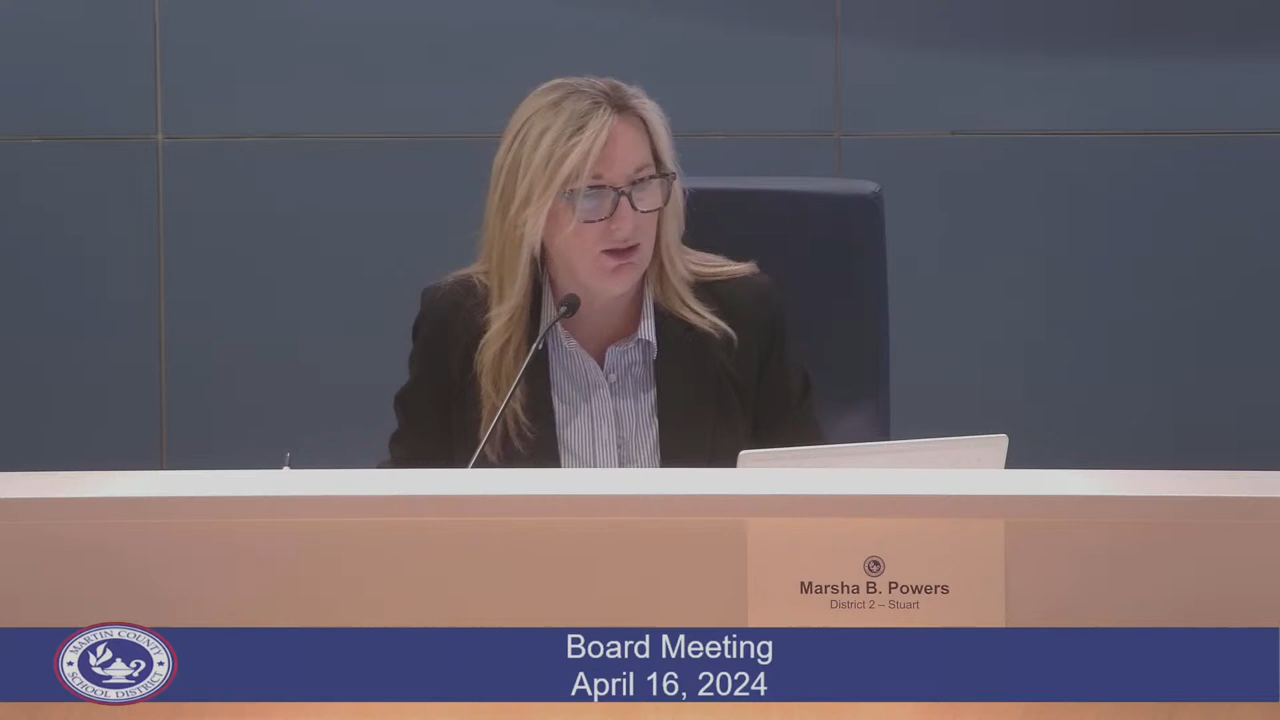 Marsha B. Powers
District 2 – Stuart
MARTIN COUNTY
SCHOOL DISTRICT
Board Meeting
April 16, 2024